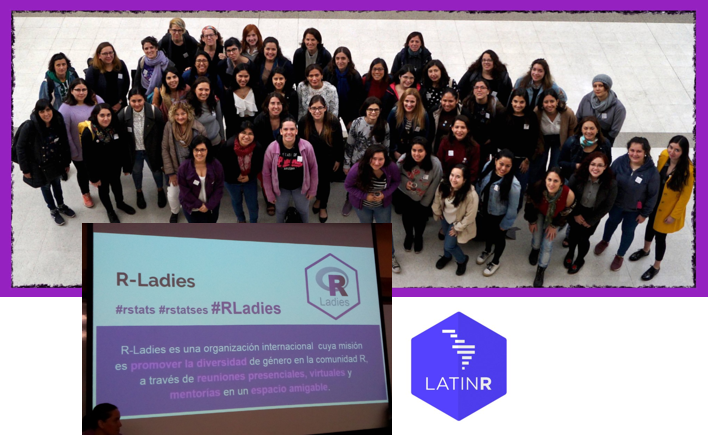 R-Ladies
#rstats #rstatses #RLadies
R
Ladies
R-Ladies es una organización internacional cuya misión
es promover la diversidad de género en la comunidad R,
a través de reuniones presenciales, virtuales y
mentorías en un espacio amigable.
LATINR